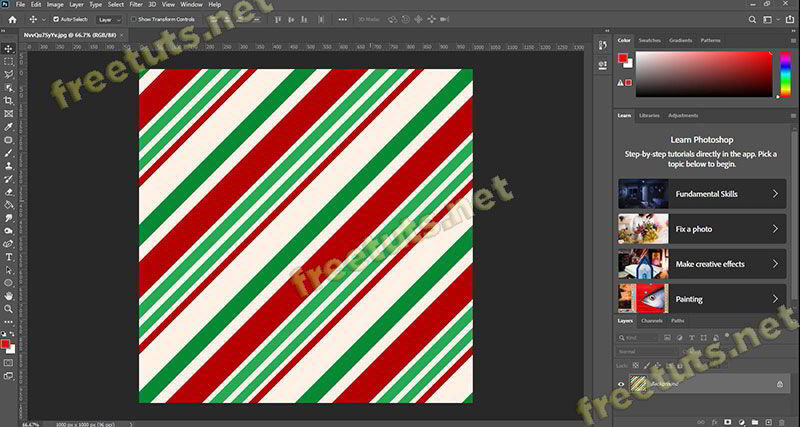 Ps File Edit Image Layer Type Select Filter 3D View Window Help
Auto-Select: Layer Show Transform Controls 3D Mode:
NvvQu7SyYv.jpg @ 66.7% (RGB/8#) ×
freetuts.net
Color Swatches Gradients Patterns
Learn Libraries Adjustments
Learn Photoshop
Step-by-step tutorials directly in the app. Pick a
topic below to begin.
Fundamental Skills
Fix a photo
freetuts.net
Make creative effects
Painting
Layers Channels Paths
Kind
Normal
Lock:
Background
freetuts.net
66.67% 1000 px x 1000 px (96 ppi)